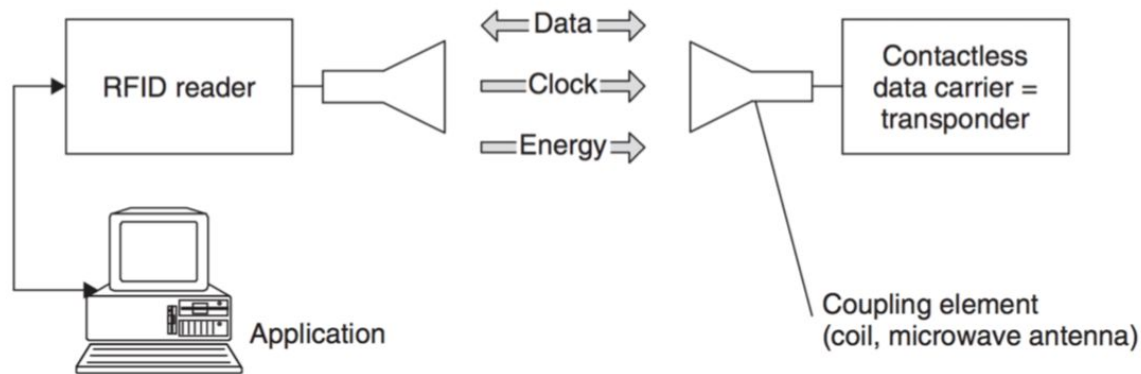 RFID reader
Data
Clock
Energy
Contactless
data carrier =
transponder
Application
Coupling element
(coil, microwave antenna)